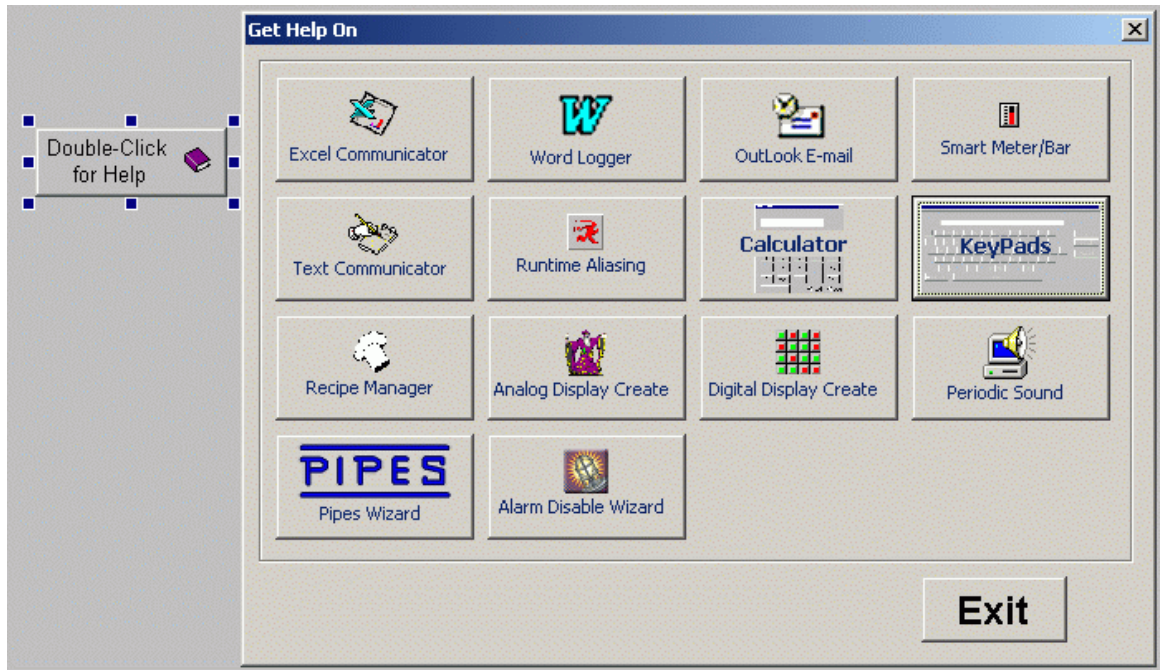 Get Help On
Double-Click
for Help
Excel Communicator
Word Logger
OutLook E-mail
Smart Meter/Bar
Text Communicator
Runtime Aliasing
Calculator
KeyPads
Recipe Manager
Analog Display Create
Digital Display Create
Periodic Sound
PIPES
Pipes Wizard
Alarm Disable Wizard
Exit